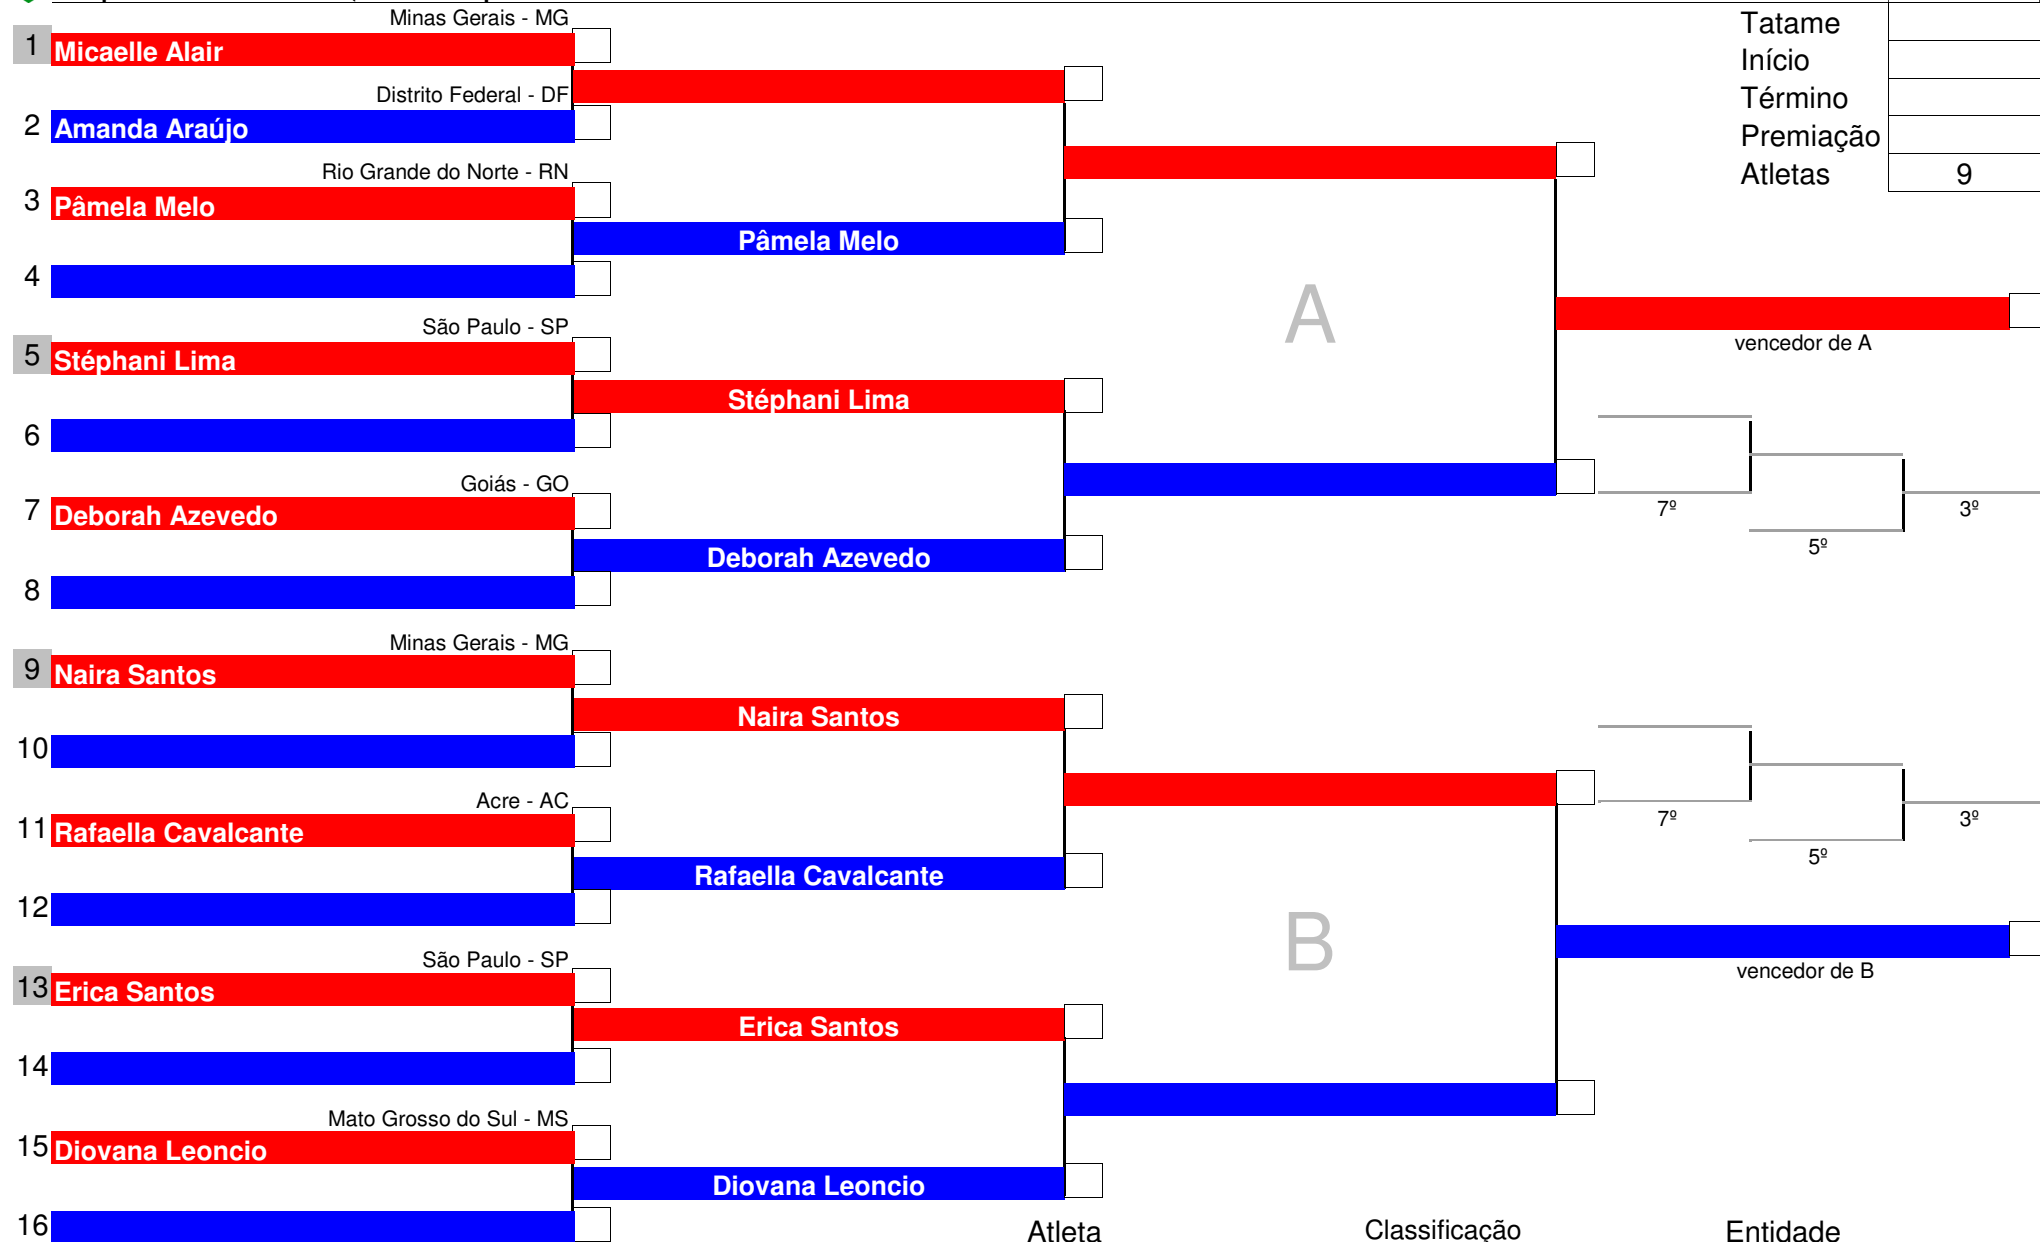 Minas Gerais - MG
1 Micaelle Alair
Distrito Federal - DF
2 Amanda Araújo
Rio Grande do Norte - RN
3 Pâmela Melo
Pâmela Melo
4
São Paulo - SP
5 Stéphani Lima
Stéphani Lima
6
Goiás - GO
7 Deborah Azevedo
Deborah Azevedo
8
Minas Gerais - MG
9 Naira Santos
Naira Santos
10
Acre - AC
11 Rafaella Cavalcante
Rafaella Cavalcante
12
São Paulo - SP
13 Erica Santos
Erica Santos
14
Mato Grosso do Sul - MS
15 Diovana Leoncio
Diovana Leoncio
16
A
B
Tatame
Início
Término
Premiação
Atletas 9
vencedor de A
7º
3º
5º
7º
3º
5º
vencedor de B
Atleta Classificação Entidade